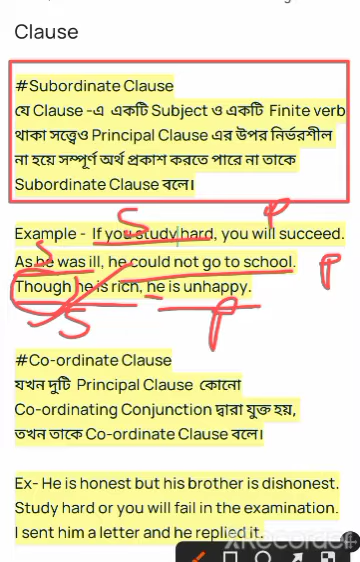 Clause
#Subordinate Clause
যে Clause -এ একটি Subject ও একটি Finite verb
থাকা সত্ত্বেও Principal Clause এর উপর নির্ভরশীল
না হয়ে সম্পূর্ণ অর্থ প্রকাশ করতে পারে না তাকে
Subordinate Clause বলে।
S P
Example - If you study hard, you will succeed.
S
As he was ill, he could not go to school. P
Though he is rich, he is unhappy.
S P
#Co-ordinate Clause
যখন দুটি Principal Clause কোনো
Co-ordinating Conjunction দ্বারা যুক্ত হয়,
তখন তাকে Co-ordinate Clause বলে।
Ex- He is honest but his brother is dishonest.
Study hard or you will fail in the examination.
I sent him a letter and he replied it.
XRecorder